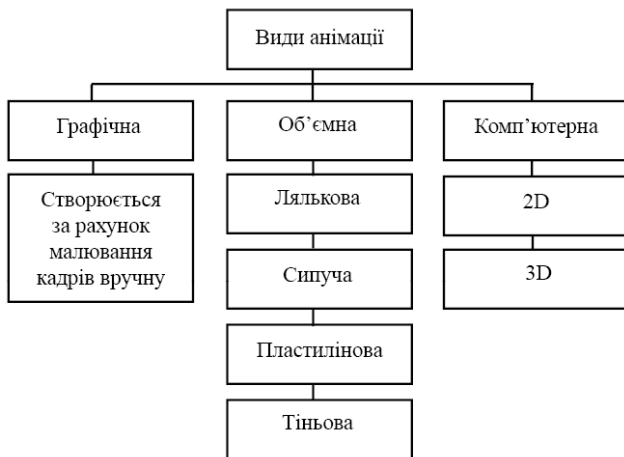 Види анімації
Графічна
Об’ємна
Комп’ютерна
Створюється
за рахунок
малювання
кадрів вручну
Лялькова
Сипуча
Пластилінова
Тіньова
2D
3D